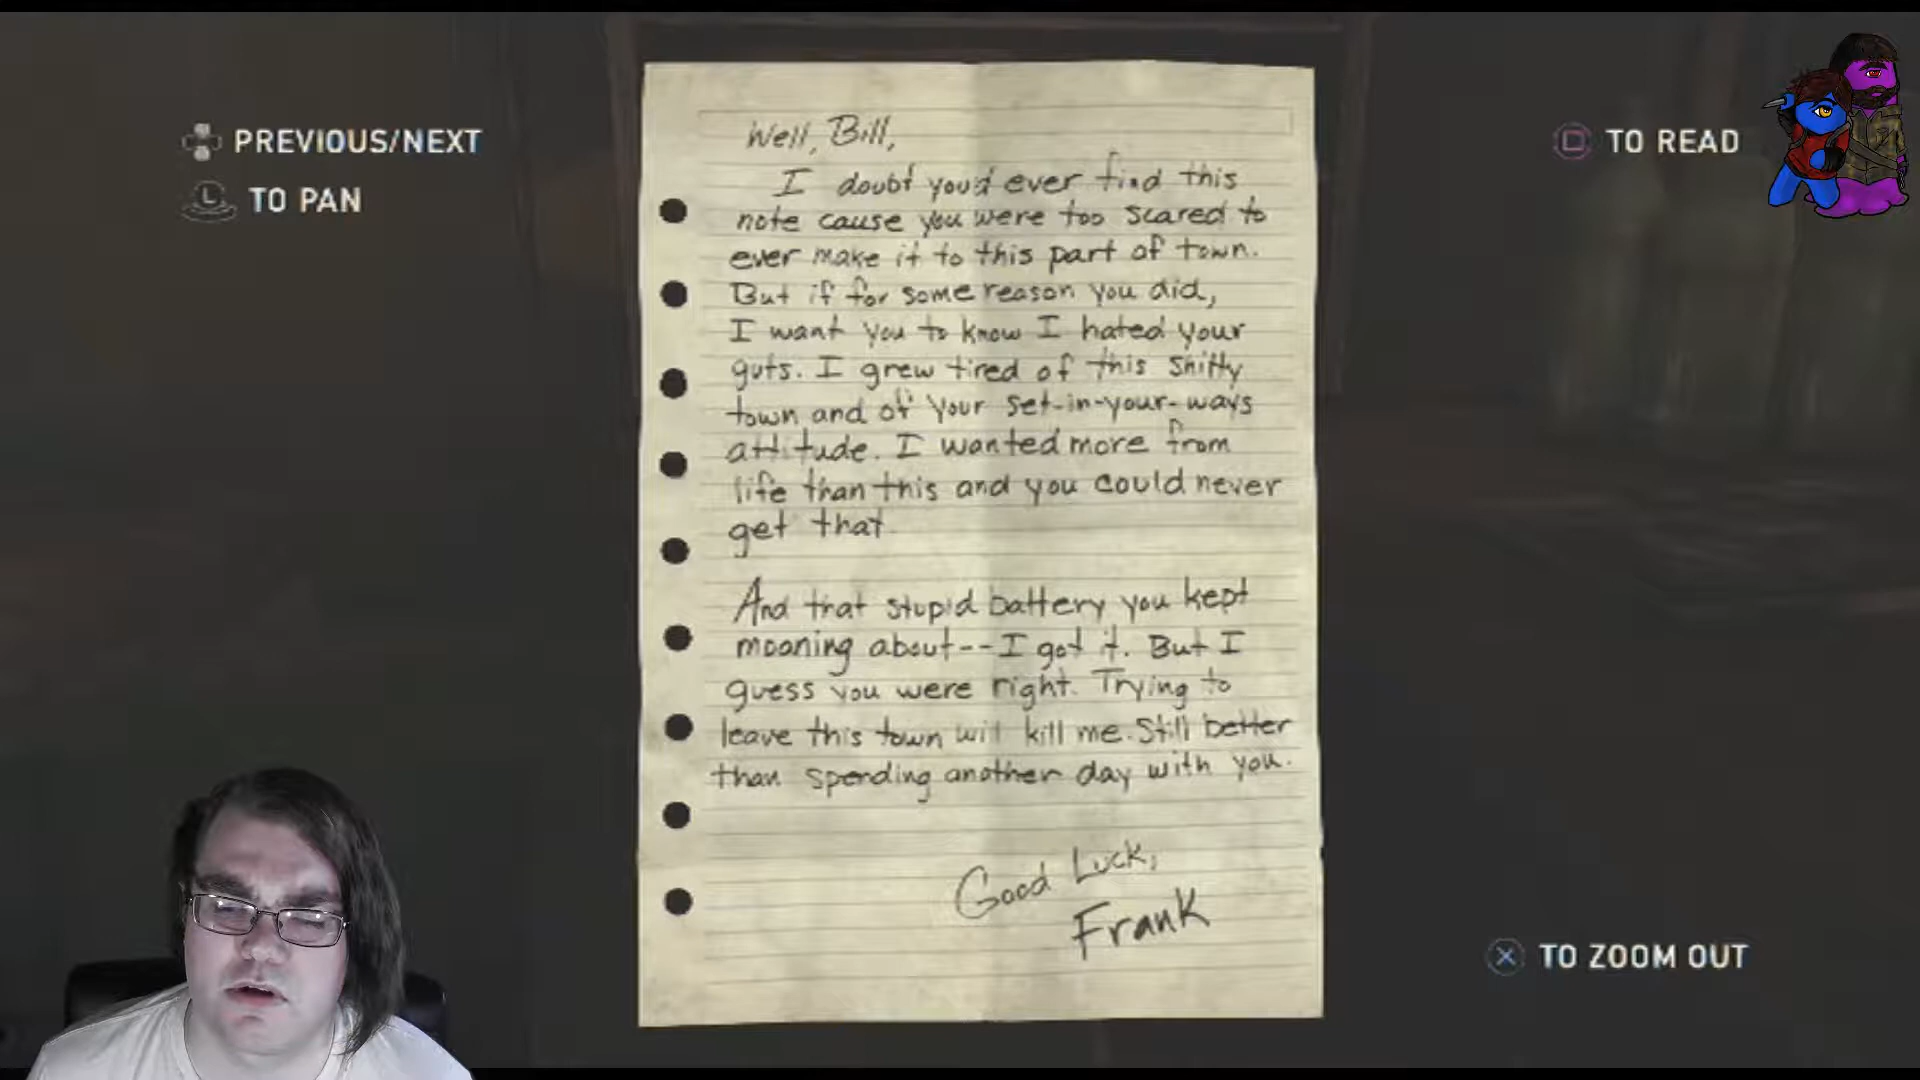 PREVIOUS/NEXT
TO PAN
TO READ
Well, Bill,
I doubt you'd ever find this
note cause you were too scared to
ever make it to this part of town.
But if for some reason you did,
I want you to know I hated your
guts. I grew tired of this shitty
town and of your set-in-your-ways
attitude. I wanted more from
life than this and you could never
get that.
And that stupid battery you kept
moaning about--I got it. But I
guess you were right. Trying to
leave this town will kill me. Still better
than spending another day with you.
Good Luck,
Frank
TO ZOOM OUT